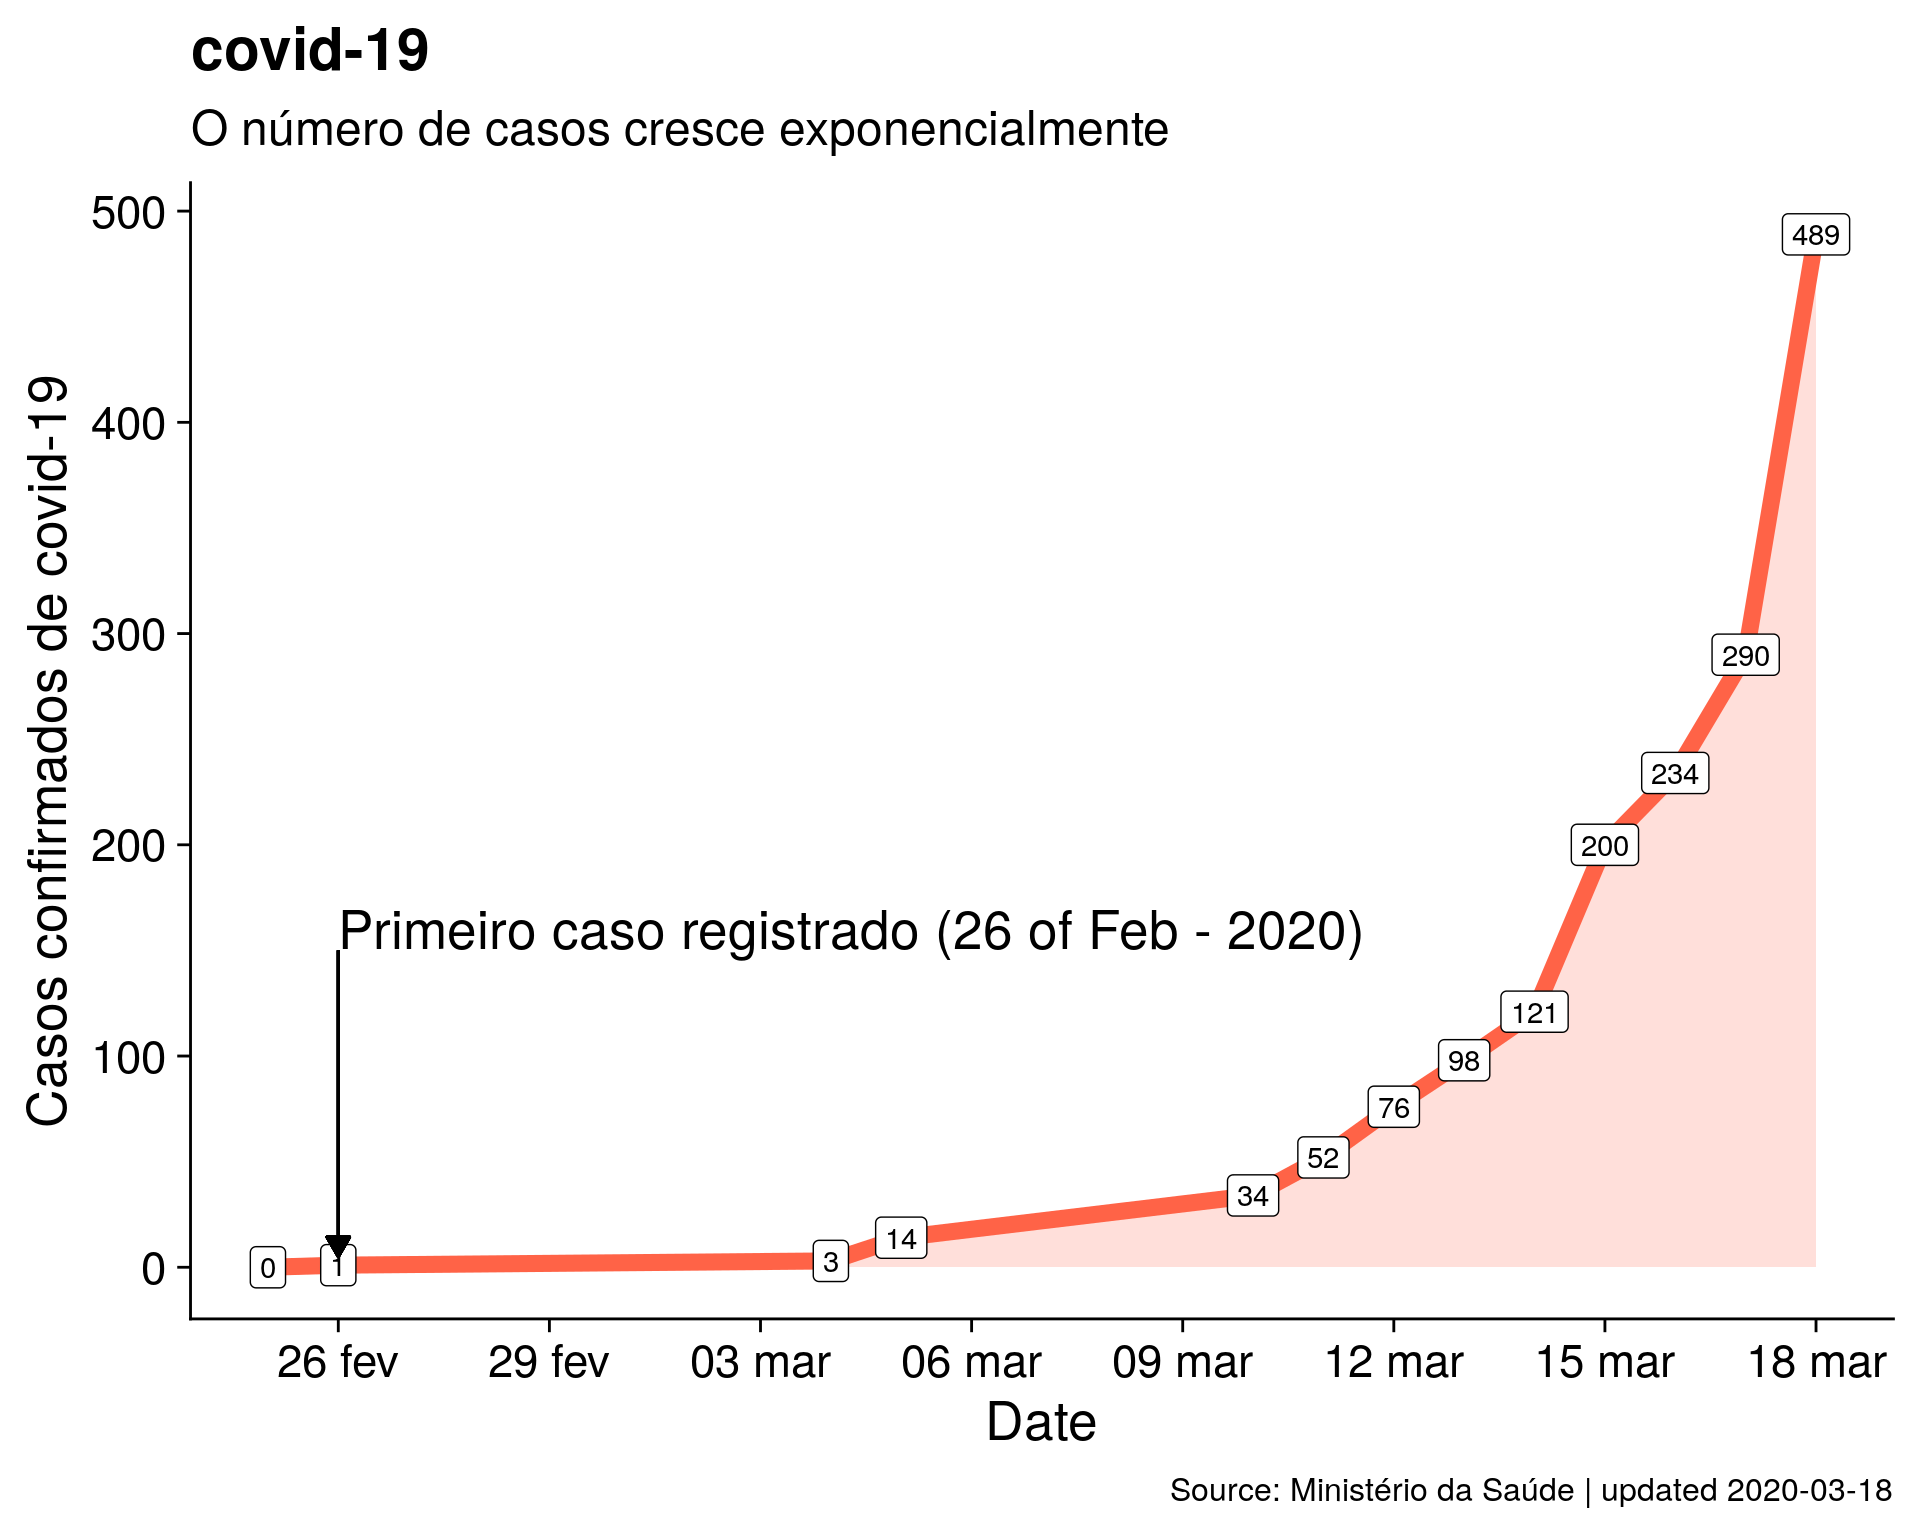 covid-19
O número de casos cresce exponencialmente
Casos confirmados de covid-19
500
400
300
200
100
0
489
290
234
200
Primeiro caso registrado (26 of Feb - 2020)
121
98
76
52
34
14
3
1
0
26 fev 29 fev 03 mar 06 mar 09 mar 12 mar 15 mar 18 mar
Date
Source: Ministério da Saúde | updated 2020-03-18